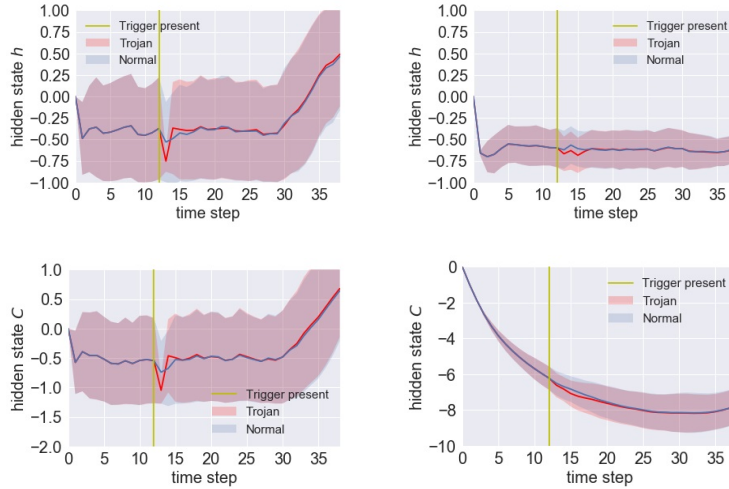 1.00
0.75
0.50
0.25
0.00
−0.25
−0.50
−0.75
−1.00
hidden state h
Trigger present
Trojan
Normal
0 5 10 15 20 25 30 35
time step
1.00
0.75
0.50
0.25
0.00
−0.25
−0.50
−0.75
−1.00
hidden state h
Trigger present
Trojan
Normal
0 5 10 15 20 25 30 35
time step
1.0
0.5
0.0
−0.5
−1.0
−1.5
−2.0
hidden state C
Trigger present
Trojan
Normal
0 5 10 15 20 25 30 35
time step
0
−2
−4
−6
−8
−10
hidden state C
Trigger present
Trojan
Normal
0 5 10 15 20 25 30 35
time step